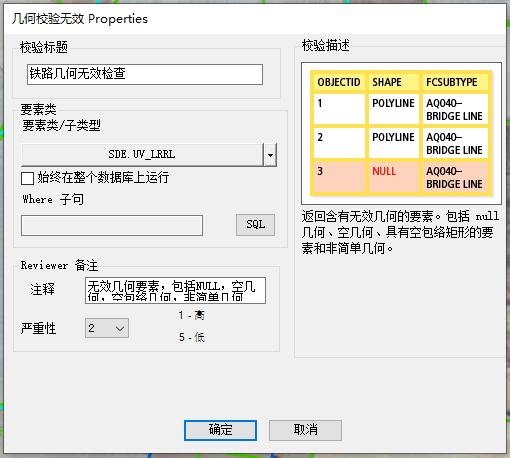 几何校验无效 Properties
校验标题
铁路几何无效检查
要素类
要素类/子类型
SDE.UV_LRRL
始终在整个数据库上运行
Where 子句
SQL
Reviewer 备注
注释
无效几何要素，包括NULL，空几
何，空包络几何，非简单几何
严重性
2
1 - 高
5 - 低
校验描述
OBJECTID SHAPE FCSUBTYPE
1 POLYLINE AQ040–
BRIDGE LINE
2 POLYLINE AQ040–
BRIDGE LINE
3 NULL AQ040–
BRIDGE LINE
返回含有无效几何的要素。包括 null
几何、空几何、具有空包络矩形的要
素和非简单几何。
确定
取消